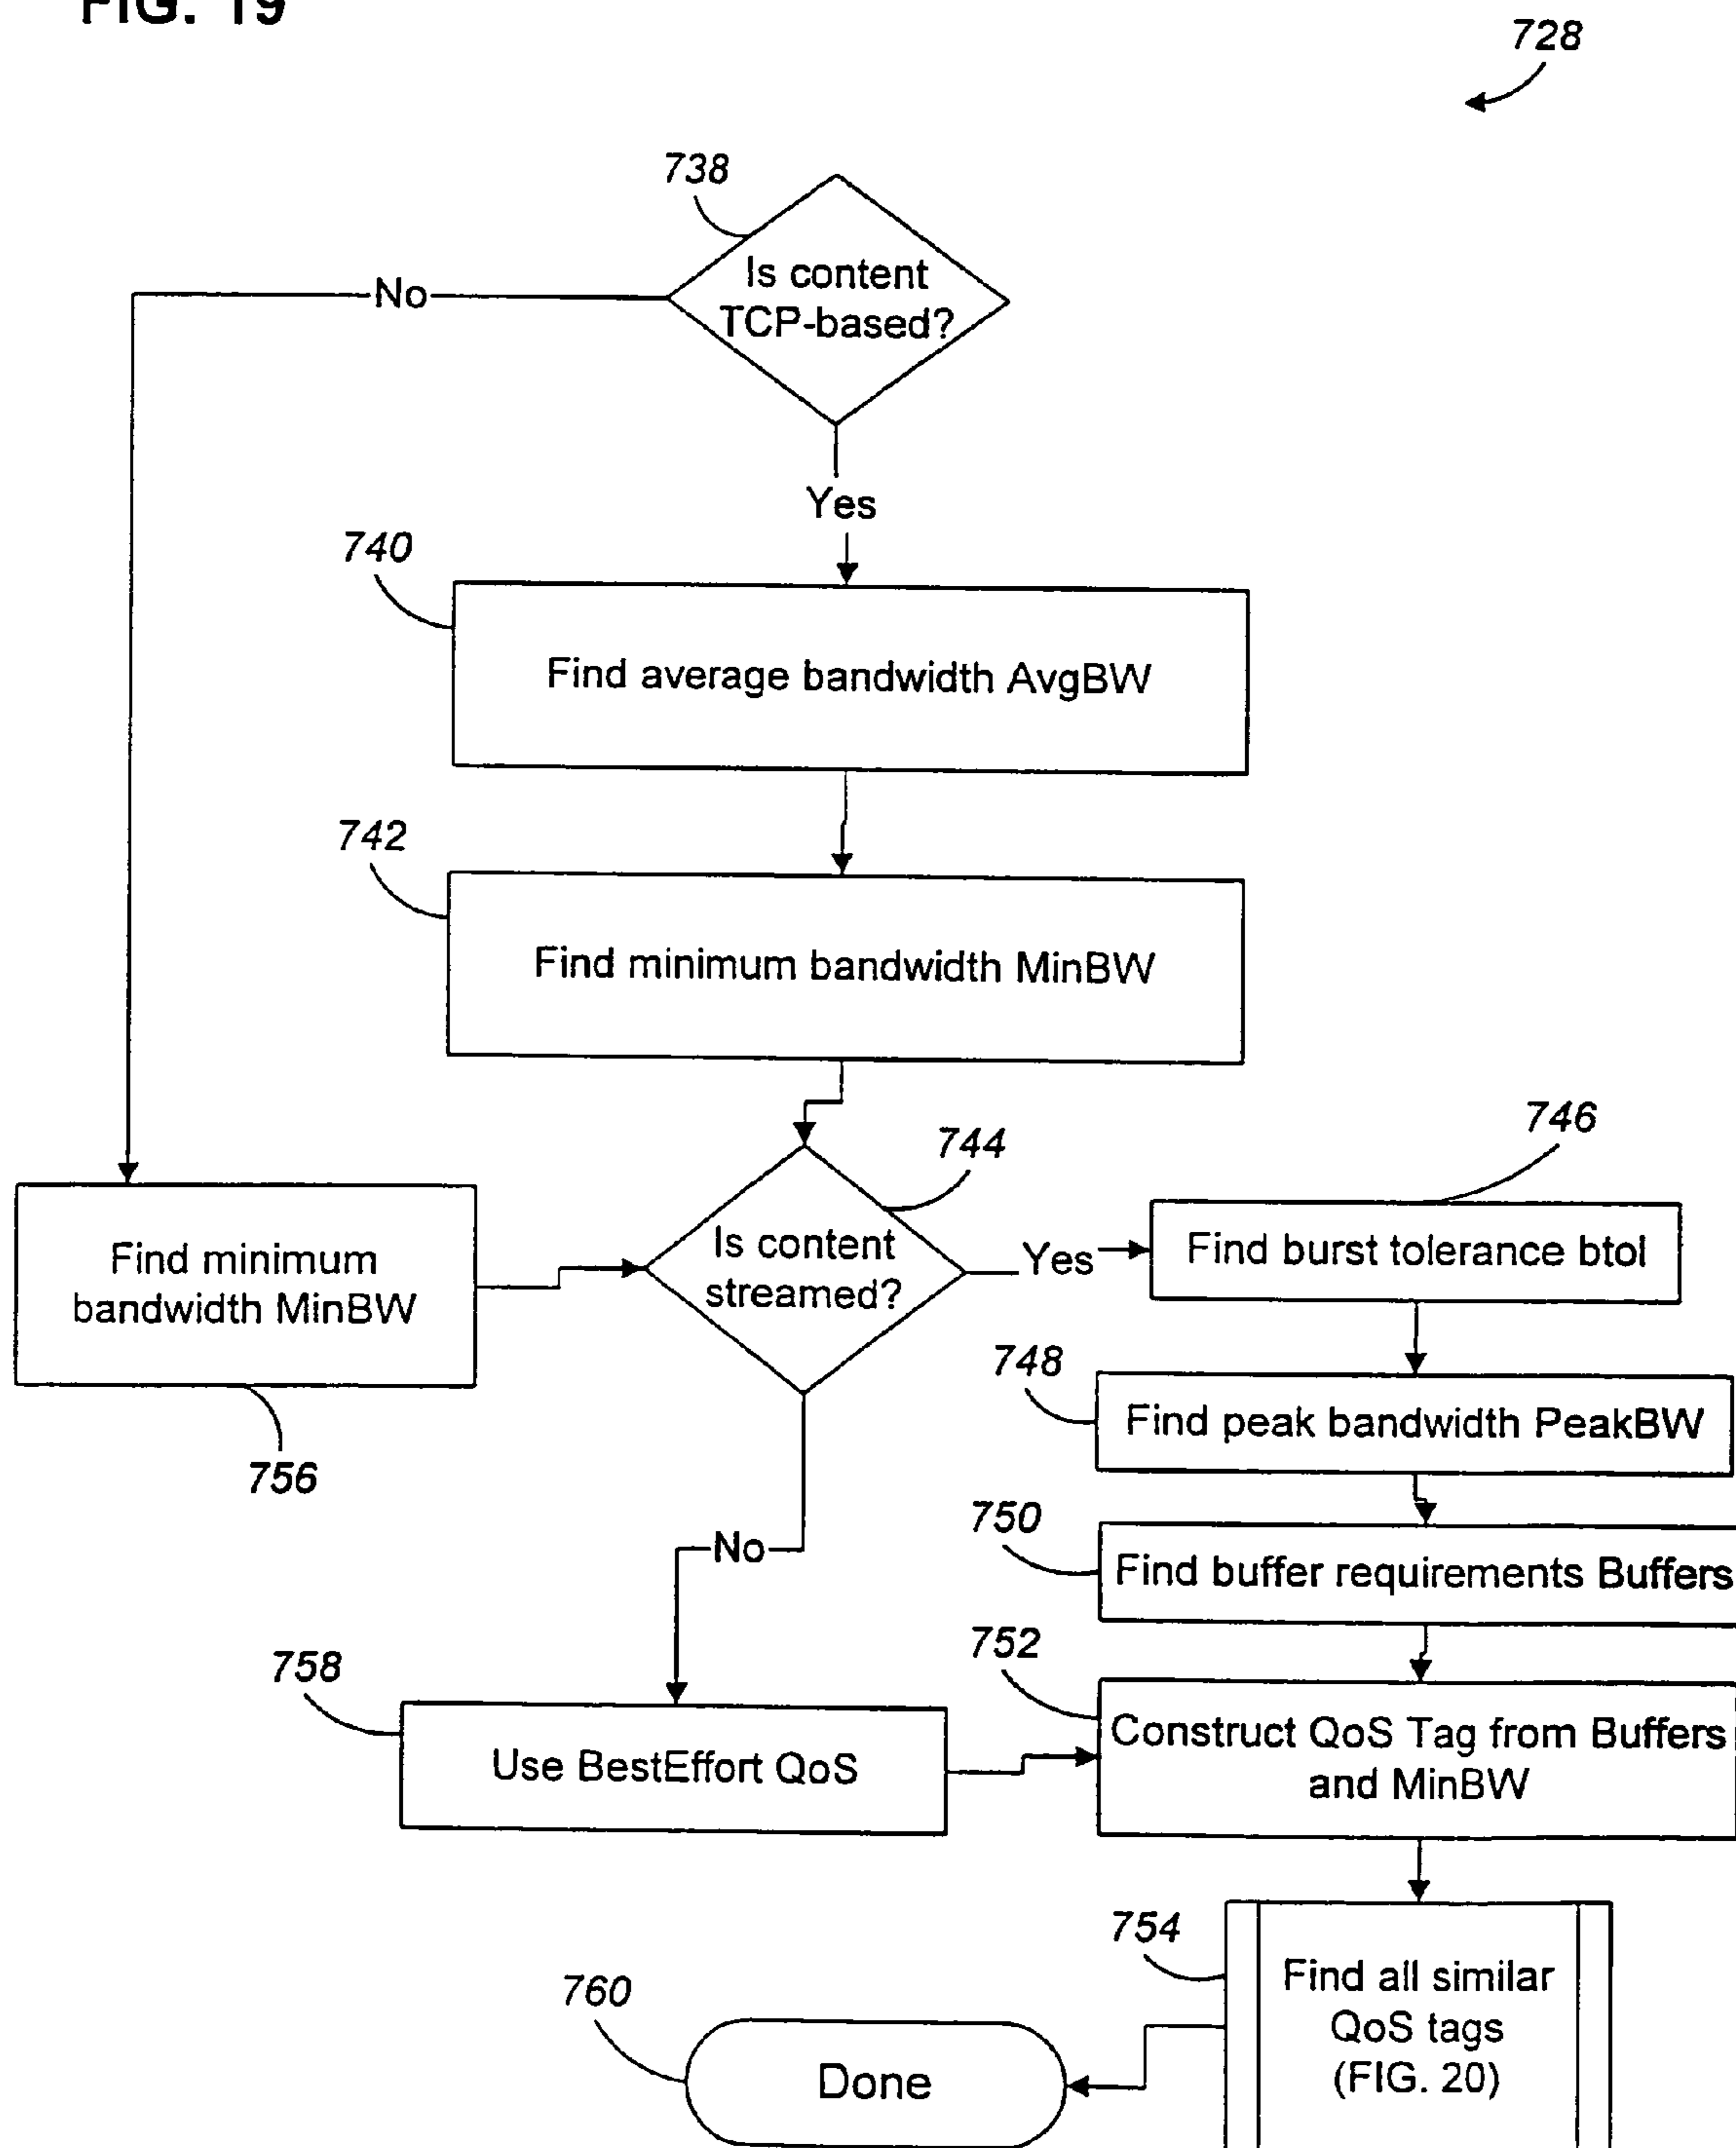 FIG. 19
728
738
Is content
TCP-based?
No
Yes
740
Find average bandwidth AvgBW
742
Find minimum bandwidth MinBW
744
746
Is content
streamed?
Yes
Find burst tolerance btol
Find minimum
bandwidth MinBW
756
748
Find peak bandwidth PeakBW
750
Find buffer requirements Buffers
No
752
758
Construct QoS Tag from Buffers
and MinBW
Use BestEffort QoS
754
Find all similar
QoS tags
(FIG. 20)
760
Done